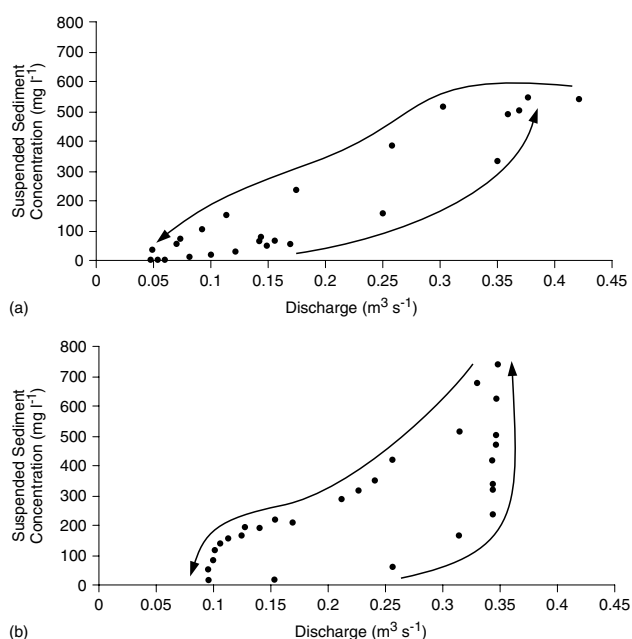 800
700
600
500
400
300
200
100
0
Suspended Sediment
Concentration (mg l-1)
0 0.05 0.1 0.15 0.2 0.25 0.3 0.35 0.4 0.45
(a)
Discharge (m3 s-1)
800
700
600
500
400
300
200
100
0
Suspended Sediment
Concentration (mg l-1)
0 0.05 0.1 0.15 0.2 0.25 0.3 0.35 0.4 0.45
(b)
Discharge (m3 s-1)